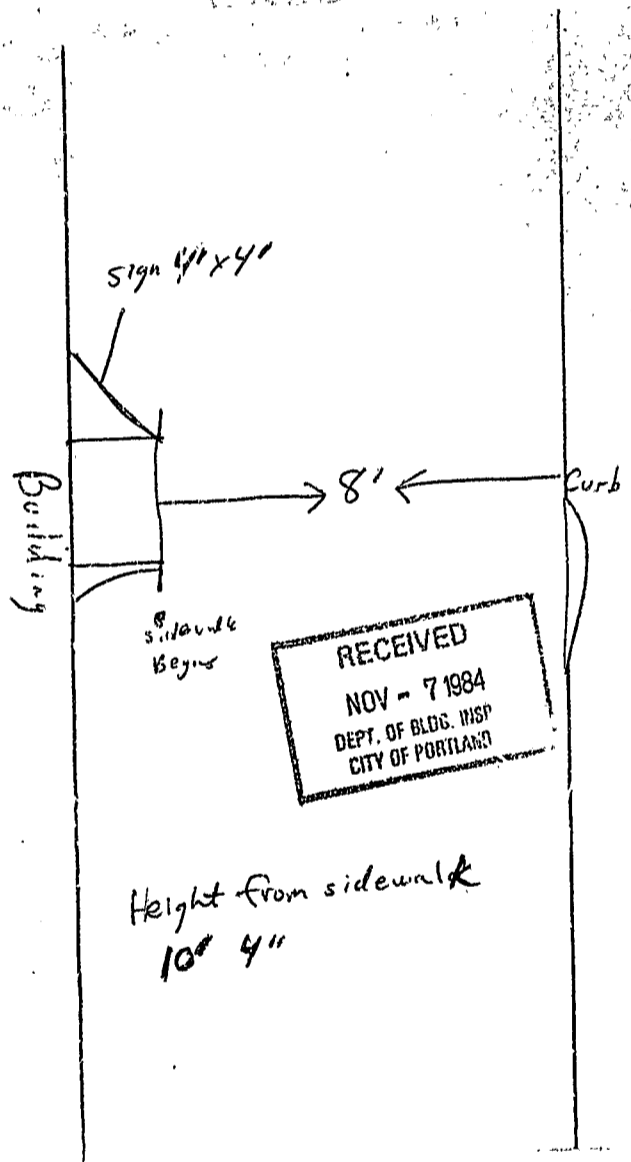 sign 4' x 4'
Building
8'
Curb
sidewalk
Begins
RECEIVED
NOV - 7 1984
DEPT. OF BLDG. INSP
CITY OF PORTLAND
Height from sidewalk
10' 4"